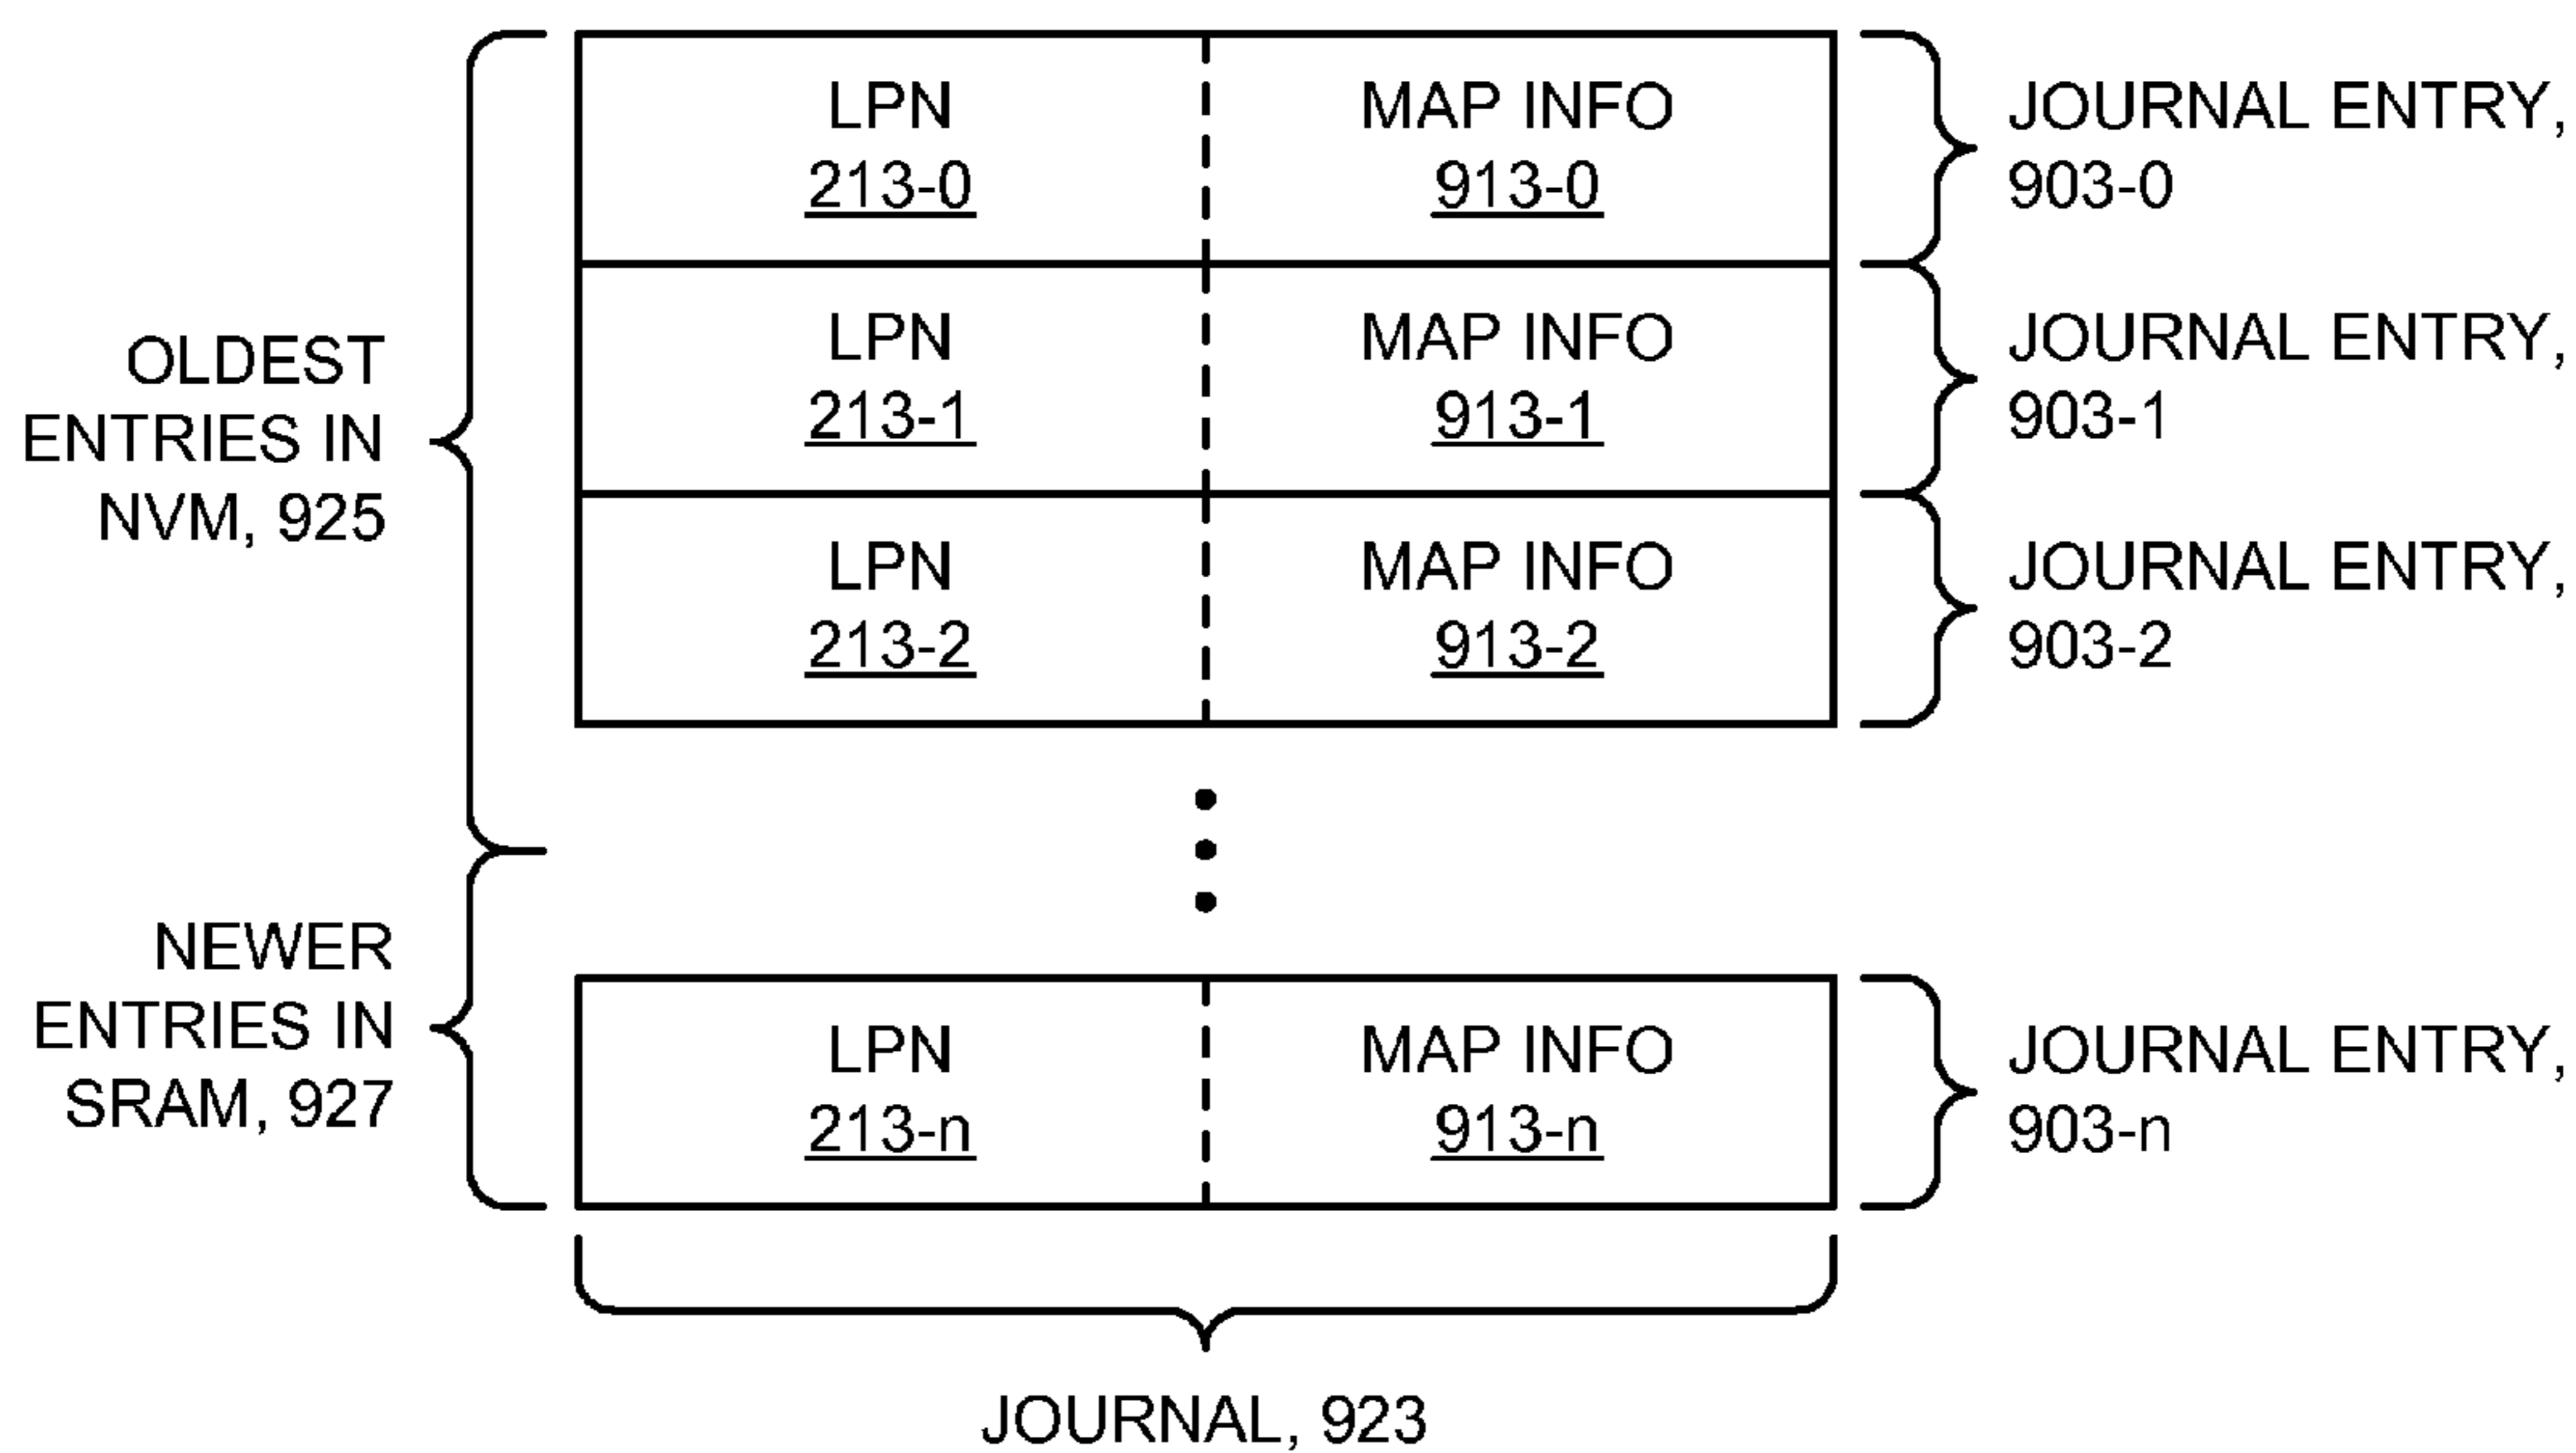 LPN
213-0
MAP INFO
913-0
JOURNAL ENTRY,
903-0
OLDEST
ENTRIES IN
NVM, 925
LPN
213-1
MAP INFO
913-1
JOURNAL ENTRY,
903-1
LPN
213-2
MAP INFO
913-2
JOURNAL ENTRY,
903-2
NEWER
ENTRIES IN
SRAM, 927
LPN
213-n
MAP INFO
913-n
JOURNAL ENTRY,
903-n
JOURNAL, 923